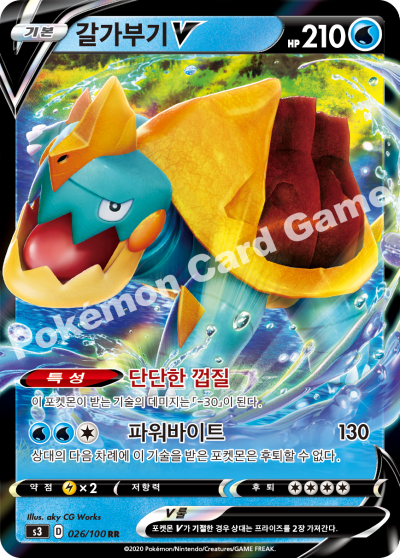 기본 갈가부기V HP210
Pokémon Card Game
특성 단단한 껍질
이 포켓몬이 받는 기술의 데미지는 「-30」이 된다.
파워바이트 130
상대의 다음 차례에 이 기술을 받은 포켓몬은 후퇴할 수 없다.
약점 ×2 저항력 후퇴
V룰
포켓몬V가 기절한 경우 상대는 프라이즈를 2장 가져간다.
Illus. aky CG Works
s3 D 026/100 RR
©2020 Pokémon/Nintendo/Creatures/GAME FREAK.